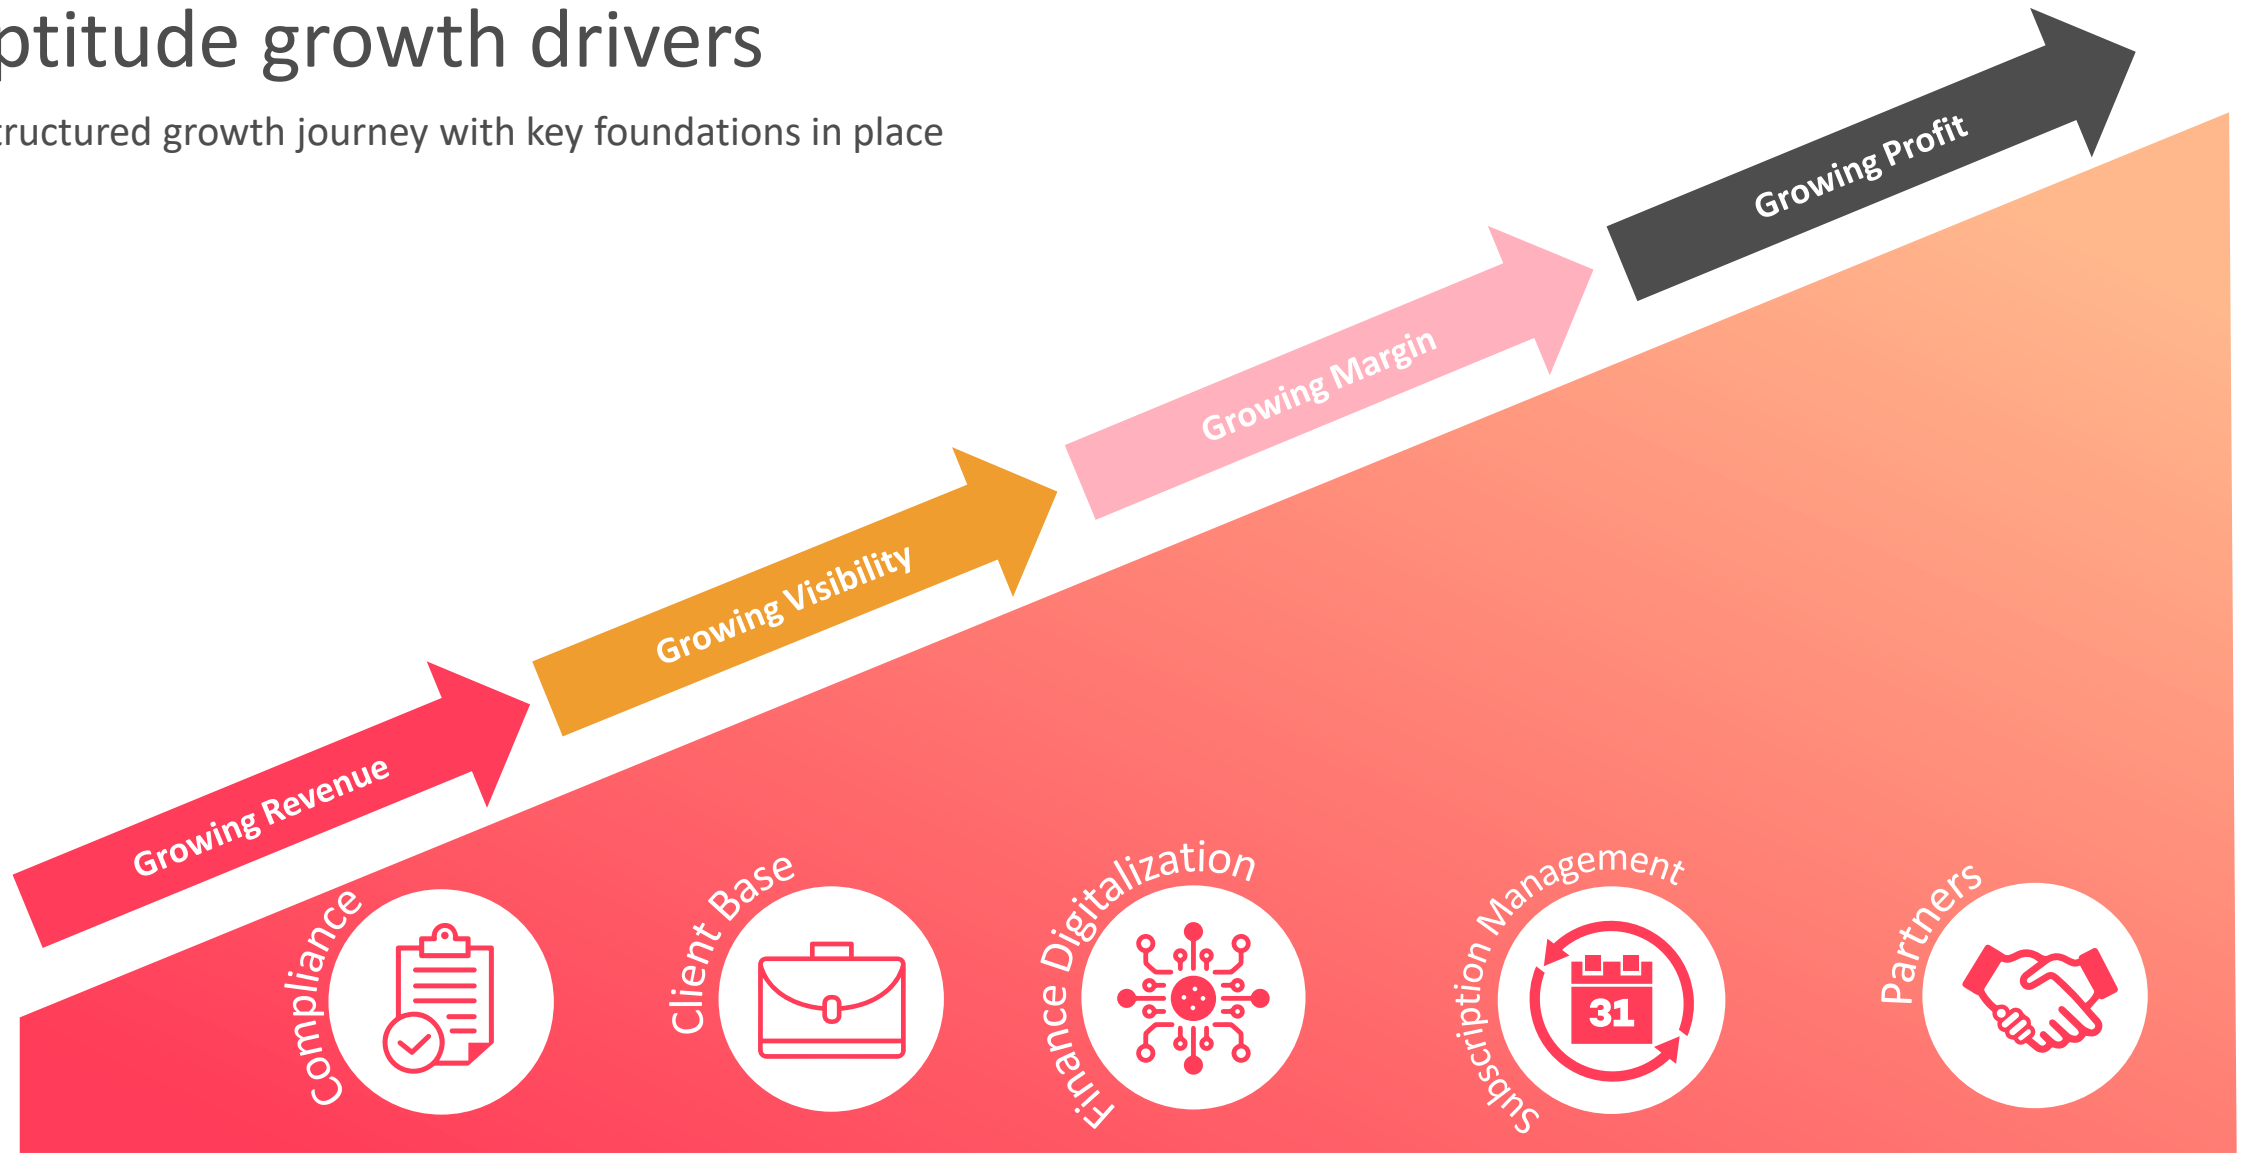 ptitude growth drivers
tructured growth journey with key foundations in place
Growing Profit
Growing Margin
Growing Visibility
Growing Revenue
Compliance
Client Base
Finance Digitalization
Subscription Management
31
Partners